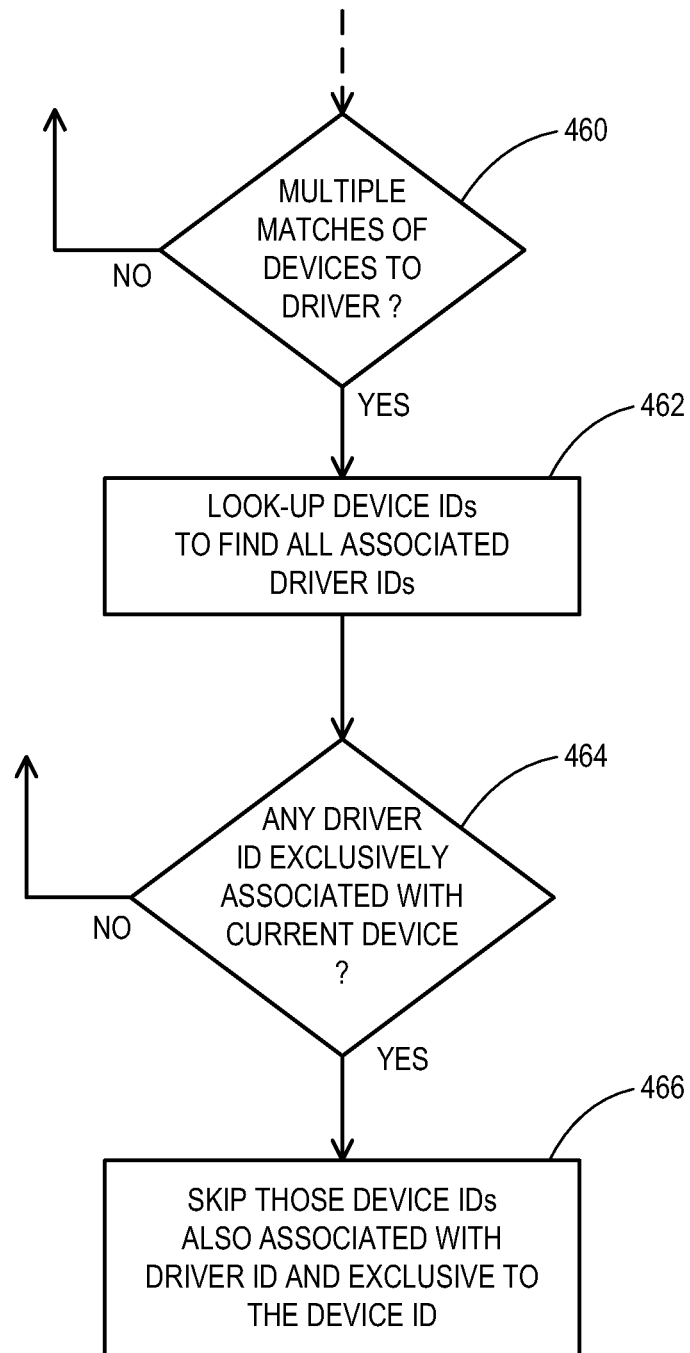 460
MULTIPLE
MATCHES OF
DEVICES TO
DRIVER ?
NO
YES
462
LOOK-UP DEVICE IDs
TO FIND ALL ASSOCIATED
DRIVER IDs
464
ANY DRIVER
ID EXCLUSIVELY
ASSOCIATED WITH
CURRENT DEVICE
?
NO
YES
466
SKIP THOSE DEVICE IDs
ALSO ASSOCIATED WITH
DRIVER ID AND EXCLUSIVE TO
THE DEVICE ID